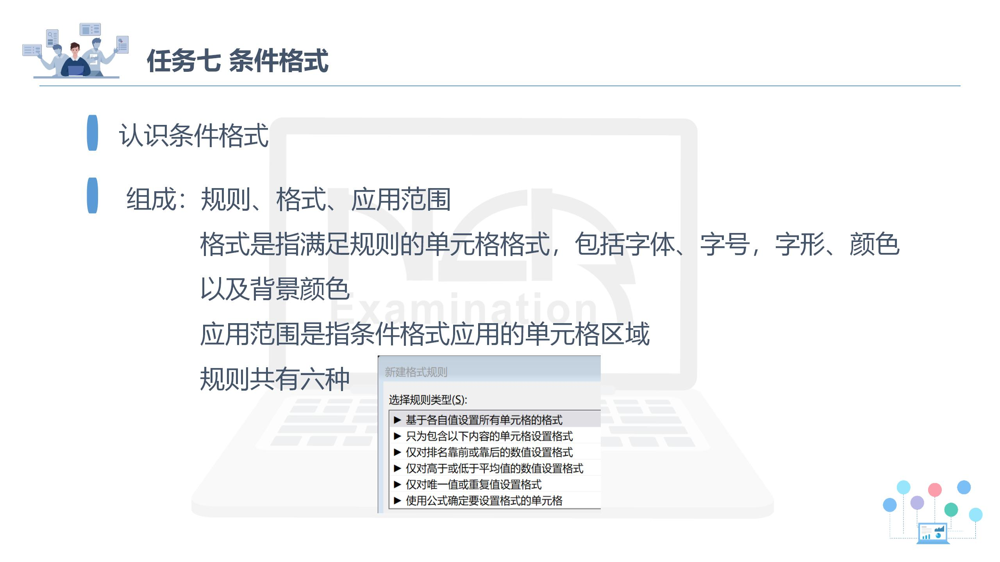 任务七 条件格式
认识条件格式
组成：规则、格式、应用范围
格式是指满足规则的单元格格式，包括字体、字号，字形、颜色
以及背景颜色
应用范围是指条件格式应用的单元格区域
规则共有六种
新建格式规则
选择规则类型(S):
► 基于各自值设置所有单元格的格式
► 只为包含以下内容的单元格设置格式
► 仅对排名靠前或靠后的数值设置格式
► 仅对高于或低于平均值的数值设置格式
► 仅对唯一值或重复值设置格式
► 使用公式确定要设置格式的单元格
Examination